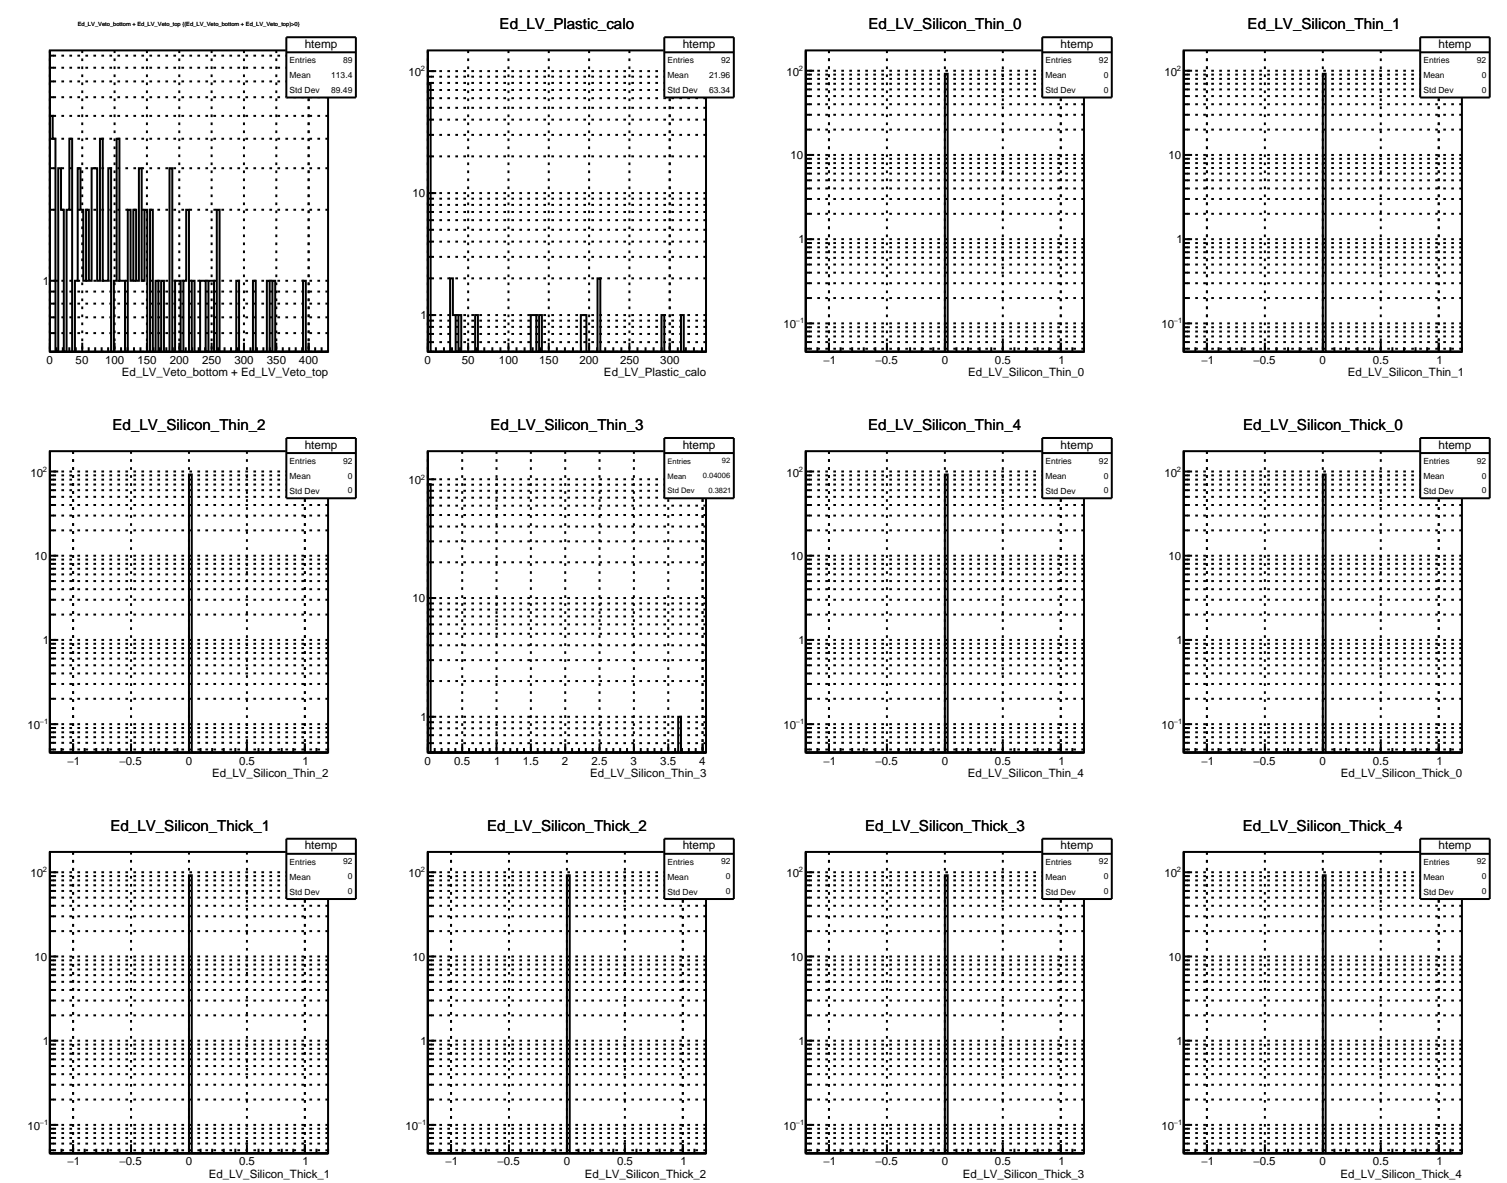 Ed_LV_Veto_bottom + Ed_LV_Veto_top {(Ed_LV_Veto_bottom + Ed_LV_Veto_top)>0}
htemp
Entries 89
Mean 113.4
Std Dev 89.49
1
0 50 100 150 200 250 300 350 400
Ed_LV_Veto_bottom + Ed_LV_Veto_top
Ed_LV_Plastic_calo
htemp
Entries 92
Mean 21.96
Std Dev 63.34
10²
10
1
0 50 100 150 200 250 300
Ed_LV_Plastic_calo
Ed_LV_Silicon_Thin_0
htemp
Entries 92
Mean 0
Std Dev 0
10²
10
1
10⁻¹
−1 −0.5 0 0.5 1
Ed_LV_Silicon_Thin_0
Ed_LV_Silicon_Thin_1
htemp
Entries 92
Mean 0
Std Dev 0
10²
10
1
10⁻¹
−1 −0.5 0 0.5 1
Ed_LV_Silicon_Thin_1
Ed_LV_Silicon_Thin_2
htemp
Entries 92
Mean 0
Std Dev 0
10²
10
1
10⁻¹
−1 −0.5 0 0.5 1
Ed_LV_Silicon_Thin_2
Ed_LV_Silicon_Thin_3
htemp
Entries 92
Mean 0.04006
Std Dev 0.3821
10²
10
1
0 0.5 1 1.5 2 2.5 3 3.5 4
Ed_LV_Silicon_Thin_3
Ed_LV_Silicon_Thin_4
htemp
Entries 92
Mean 0
Std Dev 0
10²
10
1
10⁻¹
−1 −0.5 0 0.5 1
Ed_LV_Silicon_Thin_4
Ed_LV_Silicon_Thick_0
htemp
Entries 92
Mean 0
Std Dev 0
10²
10
1
10⁻¹
−1 −0.5 0 0.5 1
Ed_LV_Silicon_Thick_0
Ed_LV_Silicon_Thick_1
htemp
Entries 92
Mean 0
Std Dev 0
10²
10
1
10⁻¹
−1 −0.5 0 0.5 1
Ed_LV_Silicon_Thick_1
Ed_LV_Silicon_Thick_2
htemp
Entries 92
Mean 0
Std Dev 0
10²
10
1
10⁻¹
−1 −0.5 0 0.5 1
Ed_LV_Silicon_Thick_2
Ed_LV_Silicon_Thick_3
htemp
Entries 92
Mean 0
Std Dev 0
10²
10
1
10⁻¹
−1 −0.5 0 0.5 1
Ed_LV_Silicon_Thick_3
Ed_LV_Silicon_Thick_4
htemp
Entries 92
Mean 0
Std Dev 0
10²
10
1
10⁻¹
−1 −0.5 0 0.5 1
Ed_LV_Silicon_Thick_4